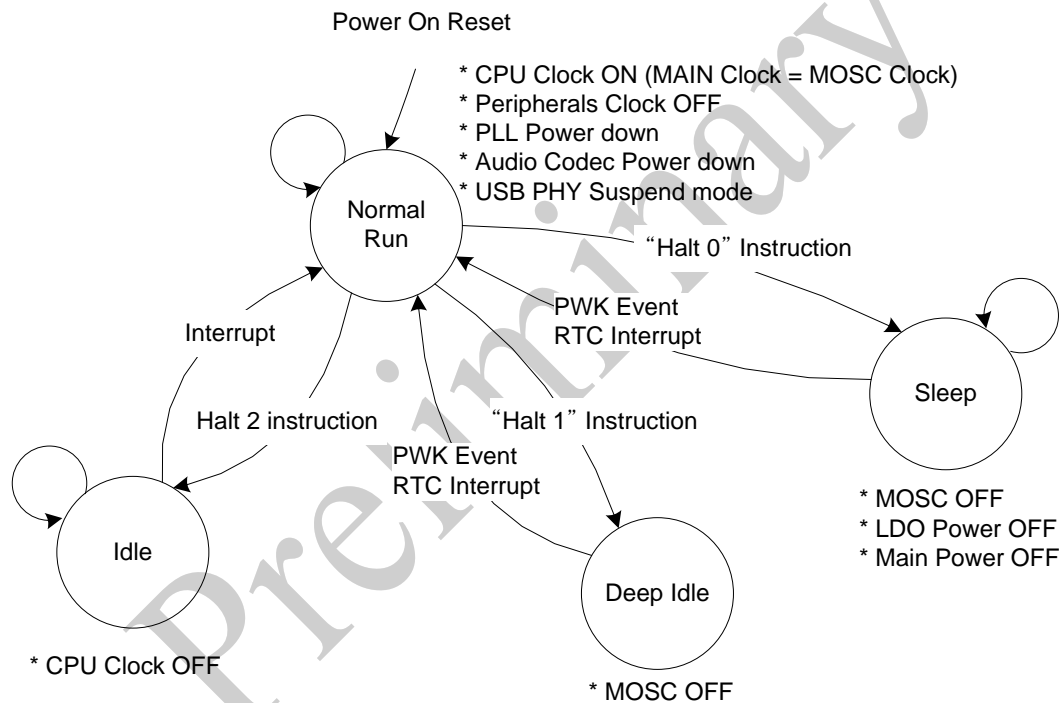 Power On Reset
* CPU Clock ON (MAIN Clock = MOSC Clock)
* Peripherals Clock OFF
* PLL Power down
* Audio Codec Power down
* USB PHY Suspend mode
Normal
Run
“Halt 0” Instruction
PWK Event
RTC Interrupt
Interrupt
Sleep
Halt 2 instruction
“Halt 1” Instruction
PWK Event
RTC Interrupt
* MOSC OFF
* LDO Power OFF
* Main Power OFF
Idle
Deep Idle
* CPU Clock OFF
* MOSC OFF
Preiminary